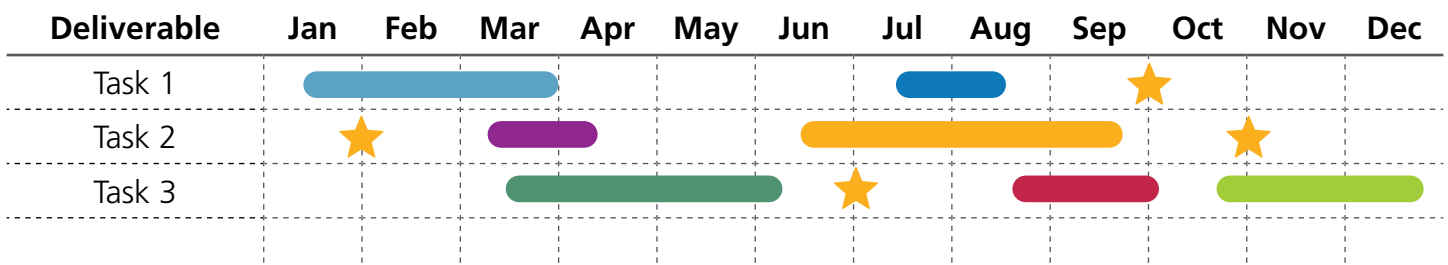 Deliverable Jan Feb Mar Apr May Jun Jul Aug Sep Oct Nov Dec
Task 1
Task 2
Task 3